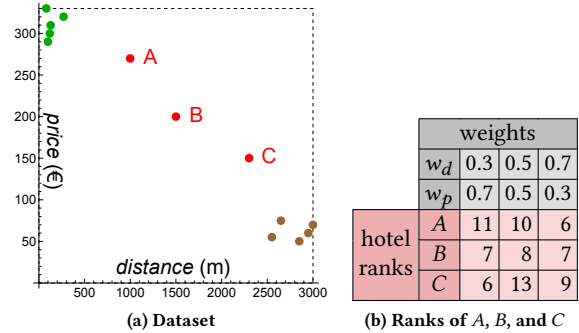 300
250
200
150
100
50
price (€)
A
B
C
distance (m)
500 1000 1500 2000 2500 3000
(a) Dataset
weights
w_d 0.3 0.5 0.7
w_p 0.7 0.5 0.3
hotel ranks
A 11 10 6
B 7 8 7
C 6 13 9
(b) Ranks of A, B, and C